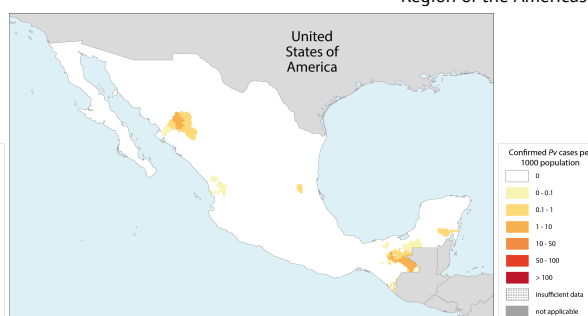 Region of the Americas
United
States of
America
Confirmed Pv cases pe
1000 population
0
0 - 0.1
0.1 - 1
1 - 10
10 - 50
50 - 100
> 100
insufficient data
not applicable